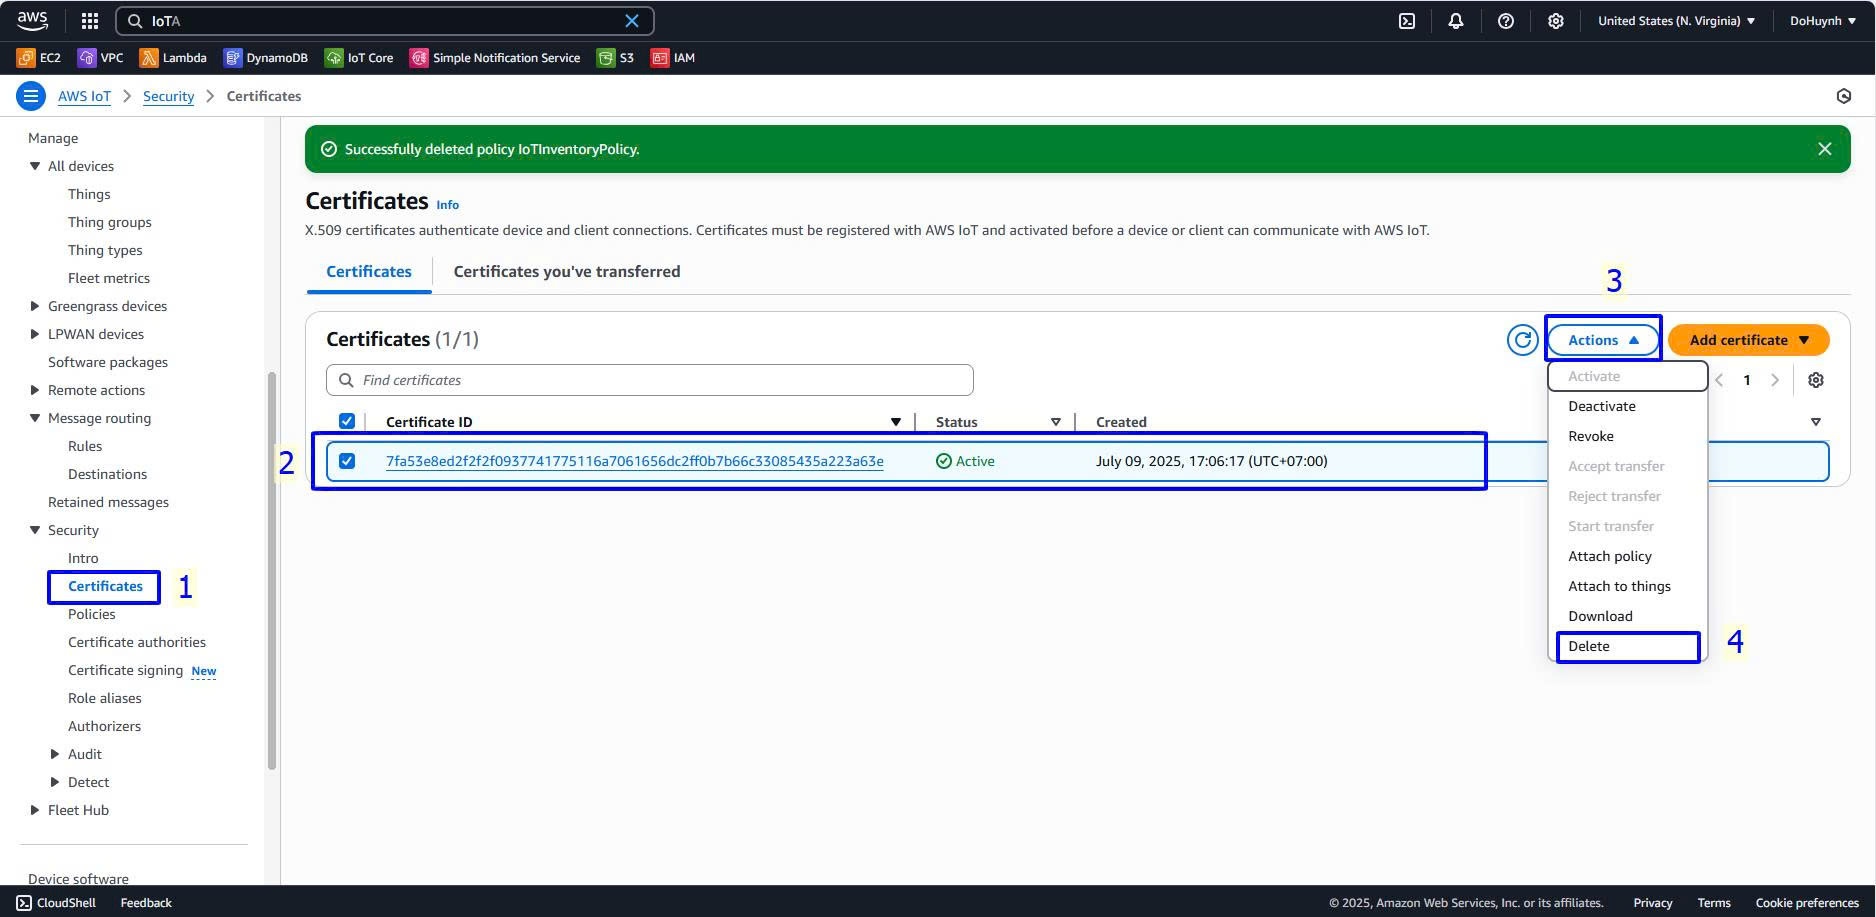 aws
IoTA
United States (N. Virginia)
DoHuynh
EC2
VPC
Lambda
DynamoDB
IoT Core
Simple Notification Service
S3
IAM
AWS IoT
Security
Certificates
Manage
All devices
Things
Thing groups
Thing types
Fleet metrics
Greengrass devices
LPWAN devices
Software packages
Remote actions
Message routing
Rules
Destinations
Retained messages
Security
Intro
Certificates
1
Policies
Certificate authorities
Certificate signing New
Role aliases
Authorizers
Audit
Detect
Fleet Hub
Device software
Successfully deleted policy IoTInventoryPolicy.
Certificates Info
X.509 certificates authenticate device and client connections. Certificates must be registered with AWS IoT and activated before a device or client can communicate with AWS IoT.
Certificates
Certificates you've transferred
3
Certificates (1/1)
Actions
Add certificate
Find certificates
1
Certificate ID
Status
Created
2
7fa53e8ed2f2f2f0937741775116a7061656dc2ff0b7b66c33085435a223a63e
Active
July 09, 2025, 17:06:17 (UTC+07:00)
Activate
Deactivate
Revoke
Accept transfer
Reject transfer
Start transfer
Attach policy
Attach to things
Download
Delete
4
CloudShell
Feedback
© 2025, Amazon Web Services, Inc. or its affiliates.
Privacy
Terms
Cookie preferences